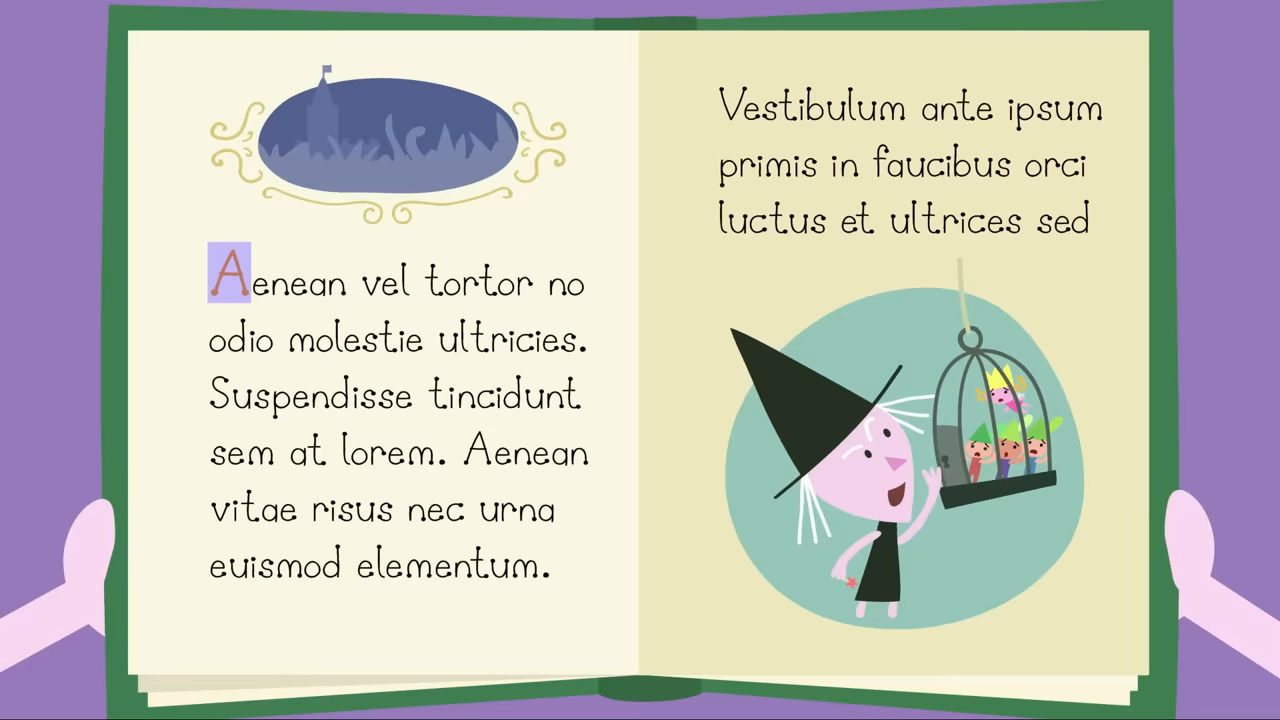 Aenean vel tortor no
odio molestie ultricies.
Suspendisse tincidunt
sem at lorem. Aenean
vitae risus nec urna
euismod elementum.
Vestibulum ante ipsum
primis in faucibus orci
luctus et ultrices sed